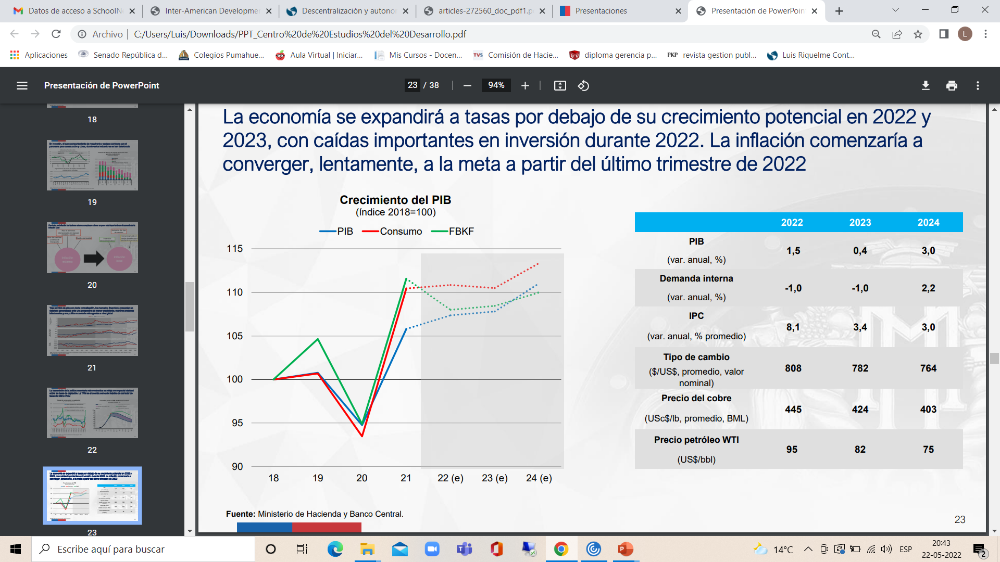 Datos de acceso a SchoolN
Inter-American Developmen
Descentralización y autonom
articles-272560_doc_pdf1.p
Presentaciones
Presentación de PowerPoin
Archivo
C:/Users/Luis/Downloads/PPT_Centro%20de%20Estudios%20del%20Desarrollo.pdf
L
Aplicaciones
Senado República d...
Colegios Pumahue...
Aula Virtual | Iniciar...
Mis Cursos - Docen...
TVS
Comisión de Hacie...
diploma gerencia p...
PKP
revista gestion publ...
Luis Riquelme Cont...
Presentación de PowerPoint
23 / 38
94%
18
19
20
21
22
23
La economía se expandirá a tasas por debajo de su crecimiento potencial en 2022 y
2023, con caídas importantes en inversión durante 2022. La inflación comenzaría a
converger, lentamente, a la meta a partir del último trimestre de 2022
Crecimiento del PIB
(índice 2018=100)
PIB Consumo FBKF
115
110
105
100
95
90
18 19 20 21 22 (e) 23 (e) 24 (e)
2022 2023 2024
PIB
(var. anual, %)
1,5 0,4 3,0
Demanda interna
(var. anual, %)
-1,0 -1,0 2,2
IPC
(var. anual, % promedio)
8,1 3,4 3,0
Tipo de cambio
($/US$, promedio, valor
nominal)
808 782 764
Precio del cobre
(USc$/lb, promedio, BML)
445 424 403
Precio petróleo WTI
(US$/bbl)
95 82 75
Fuente: Ministerio de Hacienda y Banco Central.
23
Escribe aquí para buscar
14°C
ESP
20:43
22-05-2022
2